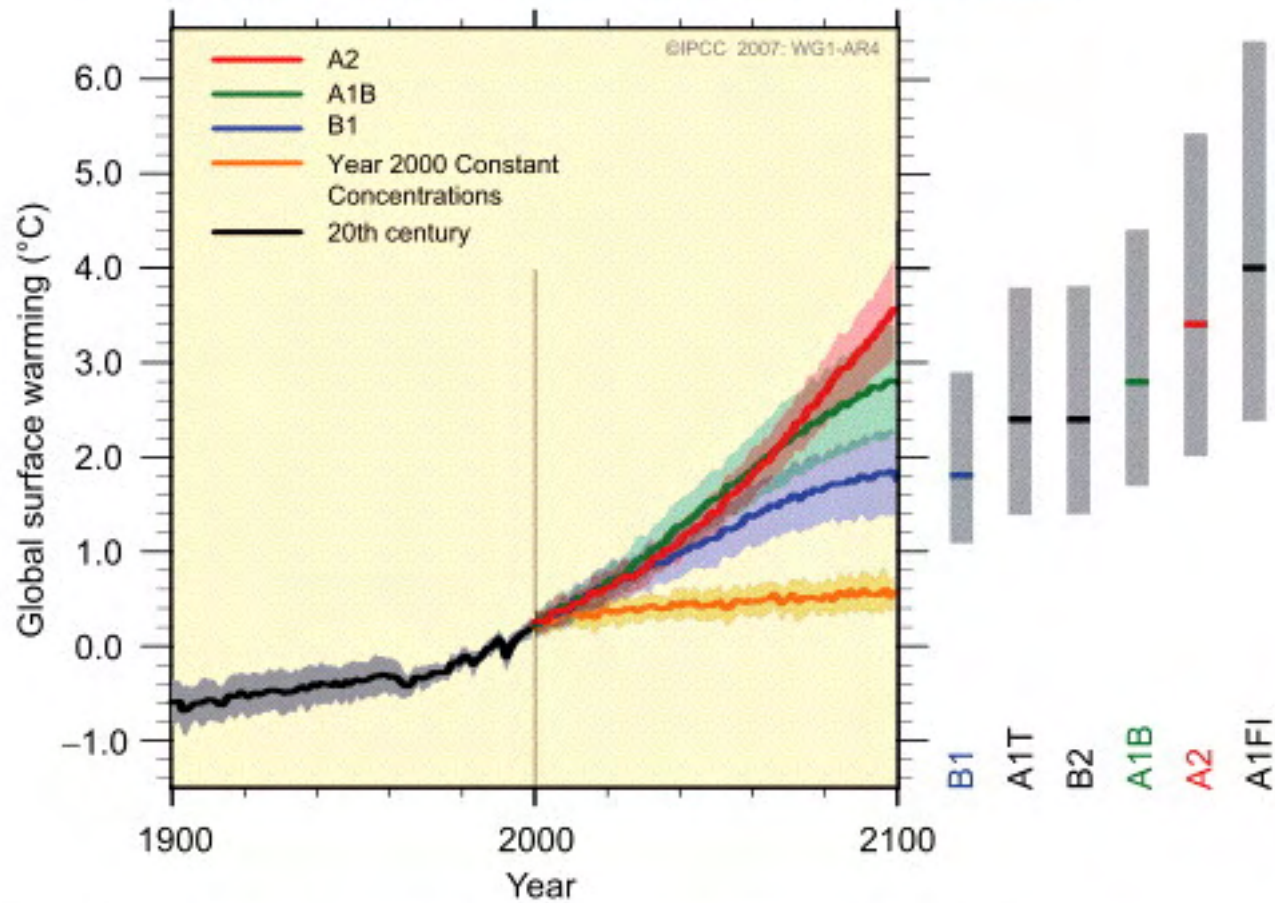 ©IPCC 2007: WG1-AR4
A2
A1B
B1
Year 2000 Constant
Concentrations
20th century
Global surface warming (°C)
6.0
5.0
4.0
3.0
2.0
1.0
0.0
–1.0
1900
2000
2100
Year
B1
A1T
B2
A1B
A2
A1FI